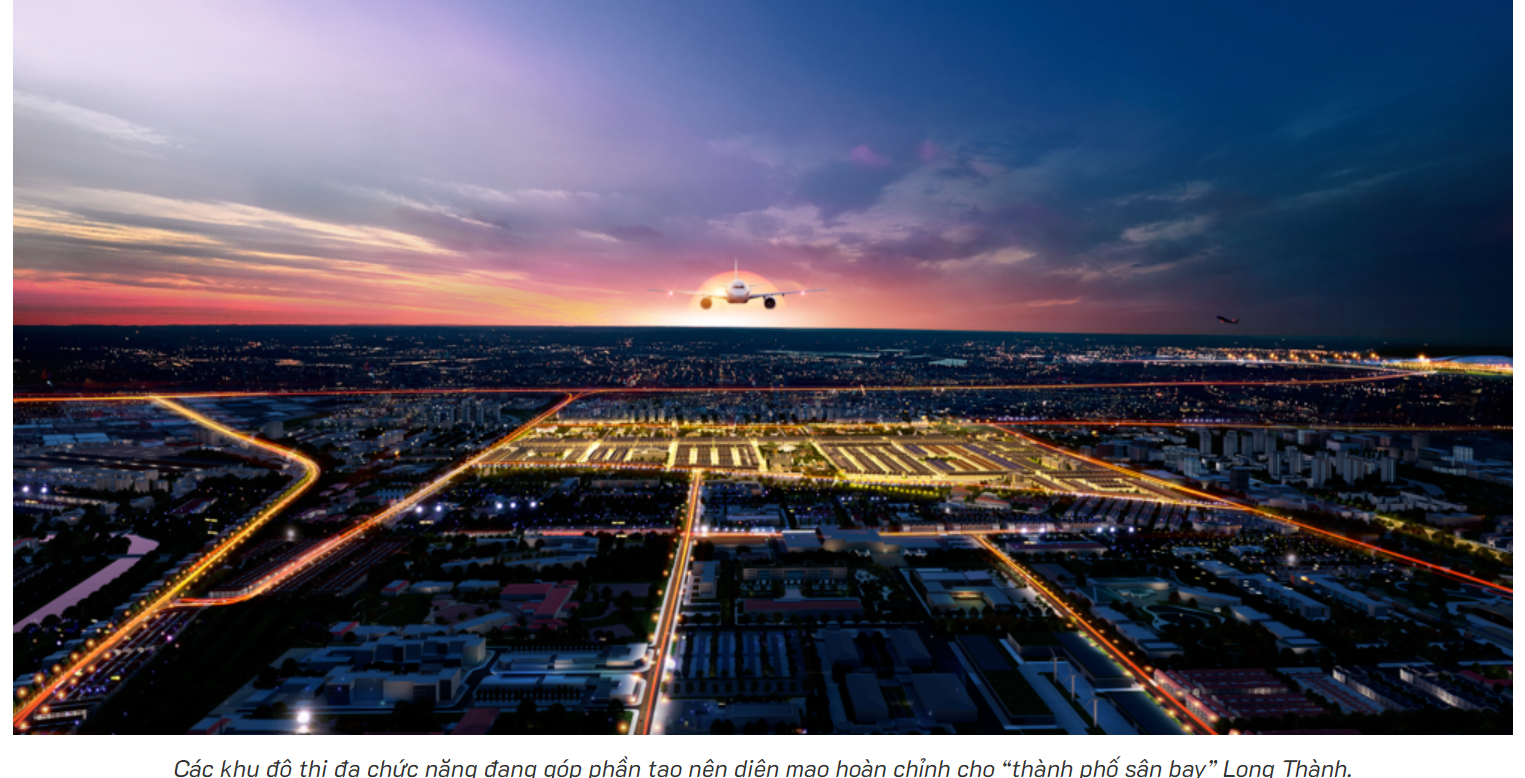 Các khu đô thị đa chức năng đang góp phần tạo nên diện mạo hoàn chỉnh cho “thành phố sân bay” Long Thành.